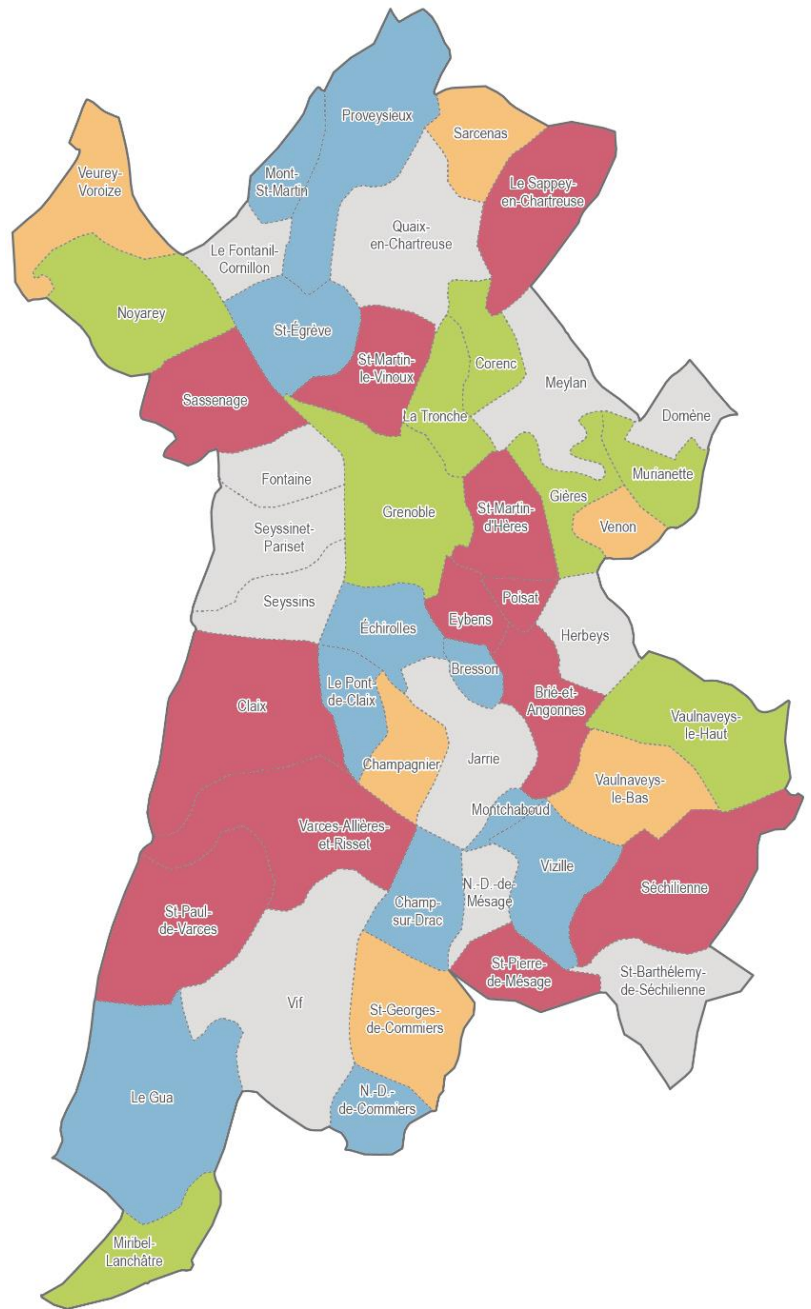 Proveysieux
Sarcenas
Veurey-
Voroize
Mont-
St-Martin
Le Sappey-
en-Chartreuse
Quaix-
en-Chartreuse
Le Fontanil-
Cornillon
Noyarey
St-Égrève
St-Martin-
le-Vinoux
Corenc
Meylan
Sassenage
La Tronche
Domène
Fontaine
Murianette
Grenoble
St-Martin-
d'Hères
Gières
Venon
Seyssinet-
Pariset
Seyssins
Poisat
Eybens
Échirolles
Herbeys
Bresson
Le Pont-
de-Claix
Brié-et-
Angonnes
Claix
Vaulnaveys-
le-Haut
Champagnier
Jarrie
Vaulnaveys-
le-Bas
Montchaboud
Varces-Allières-
et-Risset
Vizille
N.-D.-de-
Mésage
Séchilienne
Champ-
sur-Drac
St-Paul-
de-Varces
St-Pierre-
de-Mésage
St-Barthélemy-
de-Séchilienne
Vif
St-Georges-
de-Commiers
Le Gua
N.-D.-
de-Commiers
Miribel-
Lanchâtre